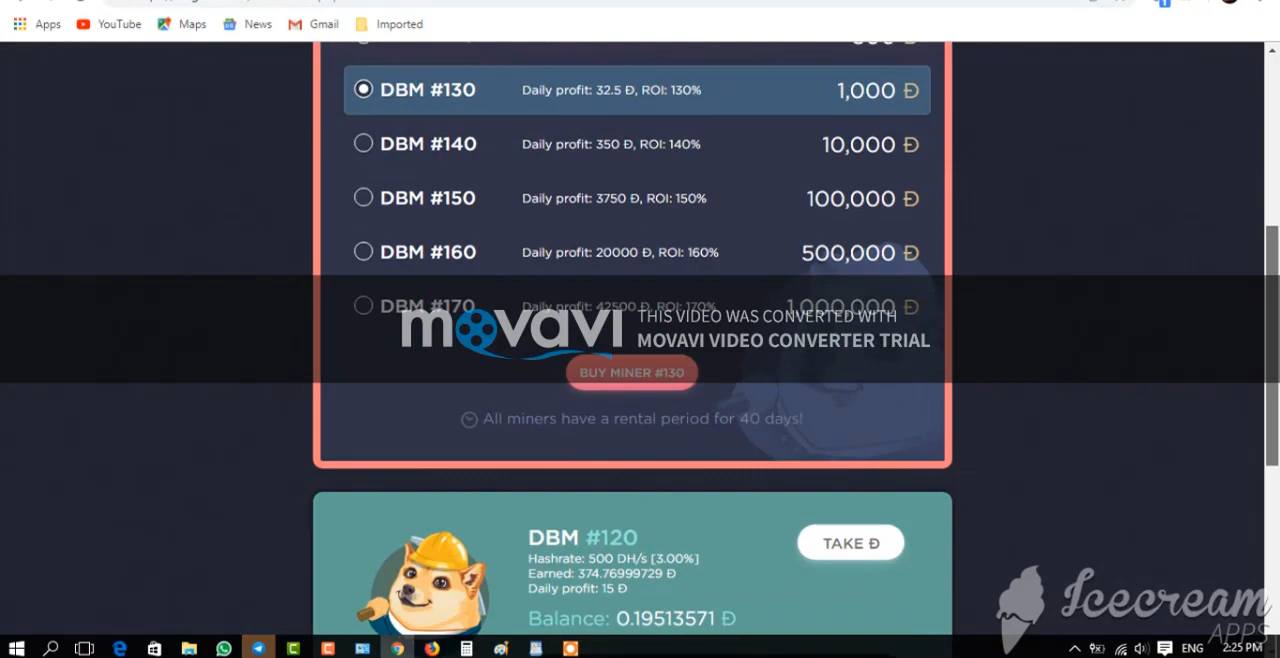 Apps YouTube Maps News Gmail Imported
DBM #130 Daily profit: 32.5 Đ, ROI: 130% 1,000 Đ
DBM #140 Daily profit: 350 Đ, ROI: 140% 10,000 Đ
DBM #150 Daily profit: 3750 Đ, ROI: 150% 100,000 Đ
DBM #160 Daily profit: 20000 Đ, ROI: 160% 500,000 Đ
DBM #170 Daily profit: 42500 Đ, ROI: 170% 1,000,000 Đ
movavi
THIS VIDEO WAS CONVERTED WITH
MOVAVI VIDEO CONVERTER TRIAL
BUY MINER #130
All miners have a rental period for 40 days!
DBM #120
TAKE Đ
Hashrate: 500 DH/s [3.00%]
Earned: 374.76999729 Đ
Daily profit: 15 Đ
Balance: 0.19513571 Đ
Icecream
APPS
ENG 2:25 PM